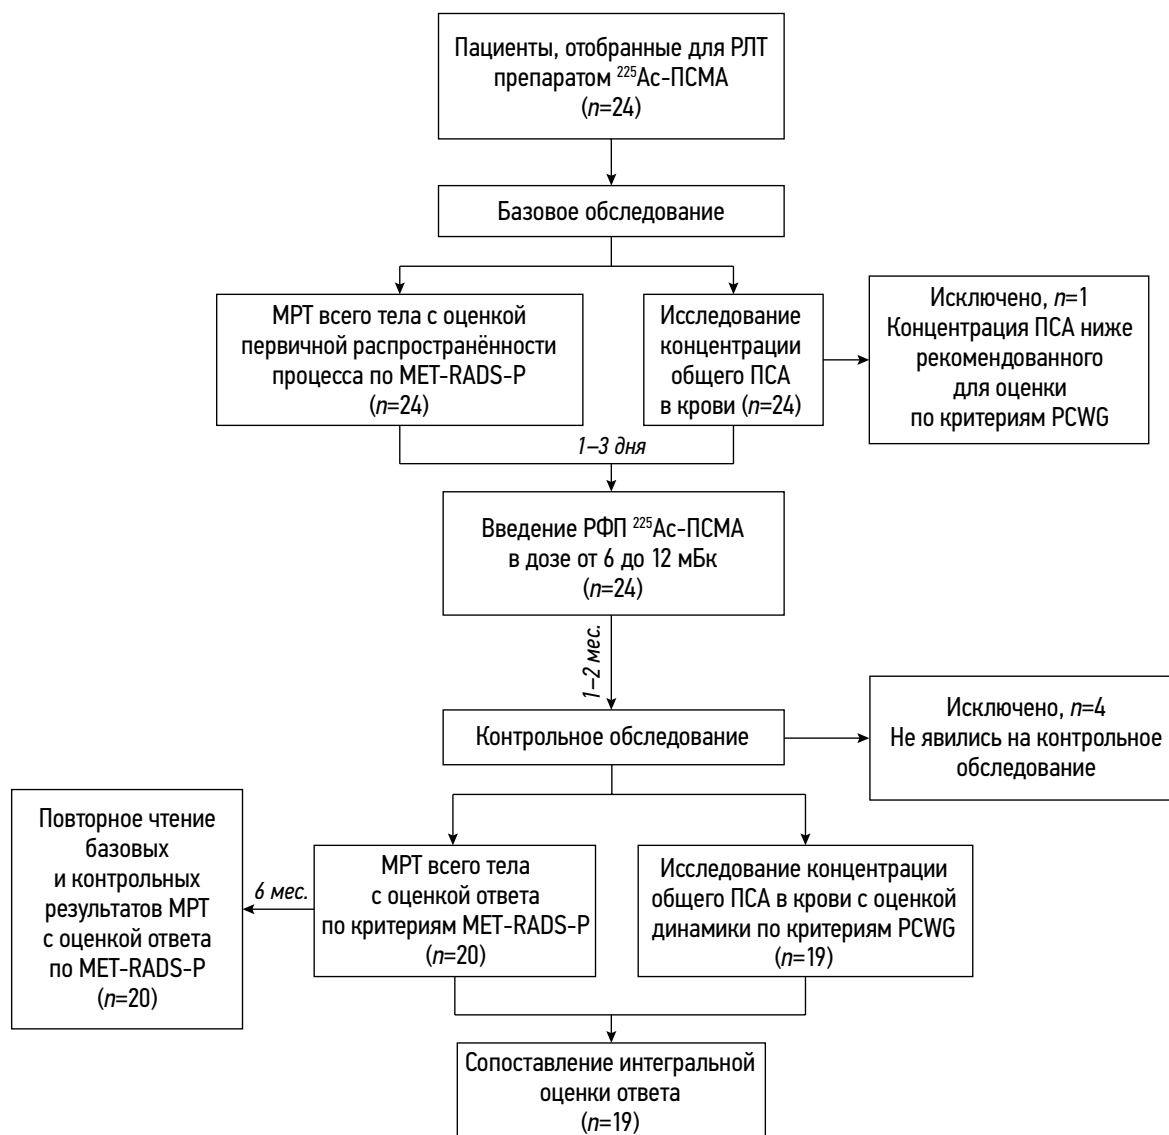 Пациенты, отобранные для РЛТ
препаратом ²²⁵Ac-ПСМА
(n=24)
Базовое обследование
МРТ всего тела с оценкой
первичной распространённости
процесса по MET-RADS-P
(n=24)
Исследование
концентрации
общего ПСА
в крови (n=24)
Исключено, n=1
Концентрация ПСА ниже
рекомендованного
для оценки
по критериям PCWG
1–3 дня
Введение РФП ²²⁵Ac-ПСМА
в дозе от 6 до 12 мБк
(n=24)
1–2 мес.
Контрольное обследование
Исключено, n=4
Не явились на контрольное
обследование
Повторное чтение
базовых
и контрольных
результатов МРТ
с оценкой ответа
по MET-RADS-P
(n=20)
6 мес.
МРТ всего тела
с оценкой ответа
по критериям MET-RADS-P
(n=20)
Исследование концентрации
общего ПСА в крови с оценкой
динамики по критериям PCWG
(n=19)
Сопоставление интегральной
оценки ответа
(n=19)